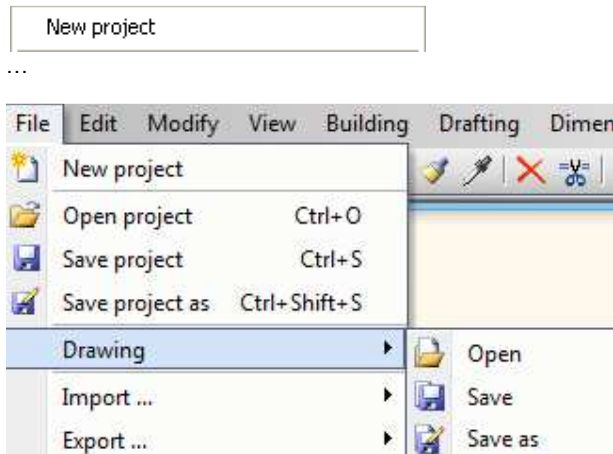 New project
...
File Edit Modify View Building Drafting Dimen
New project
Open project Ctrl+O
Save project Ctrl+S
Save project as Ctrl+Shift+S
Drawing Open
Import ... Save
Export ... Save as